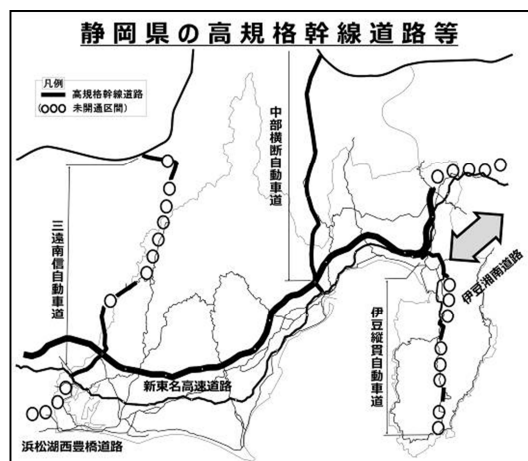 静岡県の高規格幹線道路等
凡例
高規格幹線道路
(○○○ 未開通区間)
中部横断自動車道
三遠南信自動車道
伊豆湘南道路
伊豆縦貫自動車道
新東名高速道路
浜松湖西豊橋道路